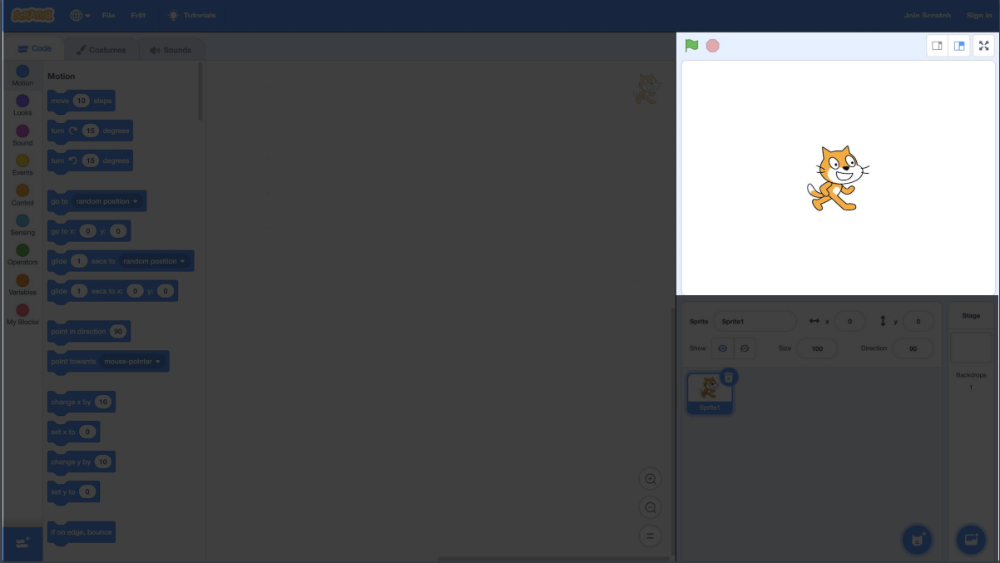 SCRATCH File Edit Tutorials Join Scratch Sign in
Code Costumes Sounds
Motion
Looks
Sound
Events
Control
Sensing
Operators
Variables
My Blocks
Motion
move 10 steps
turn 15 degrees
turn 15 degrees
go to random position
go to x: 0 y: 0
glide 1 secs to random position
glide 1 secs to x: 0 y: 0
point in direction 90
point towards mouse-pointer
change x by 10
set x to 0
change y by 10
set y to 0
if on edge, bounce
Sprite Sprite1 x 0 y 0
Show Size 100 Direction 90
Sprite1
Stage
Backdrops
1